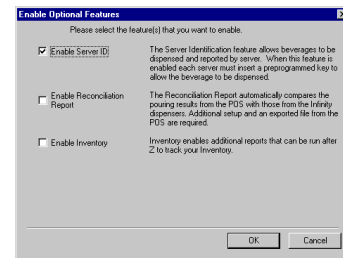 Enable Optional Features
Please select the feature(s) that you want to enable.
Enable Server ID
The Server Identification feature allows beverages to be
dispensed and reported by server. When this feature is
enabled each server must insert a preprogrammed key to
allow the beverage to be dispensed.
Enable Reconciliation
Report
The Reconciliation Report automatically compares the
pouring results from the POS with those from the Infinity
dispensers. Additional setup and an exported file from the
POS are required.
Enable Inventory
Inventory enables additional reports that can be run after
Z to track your Inventory.
OK
Cancel